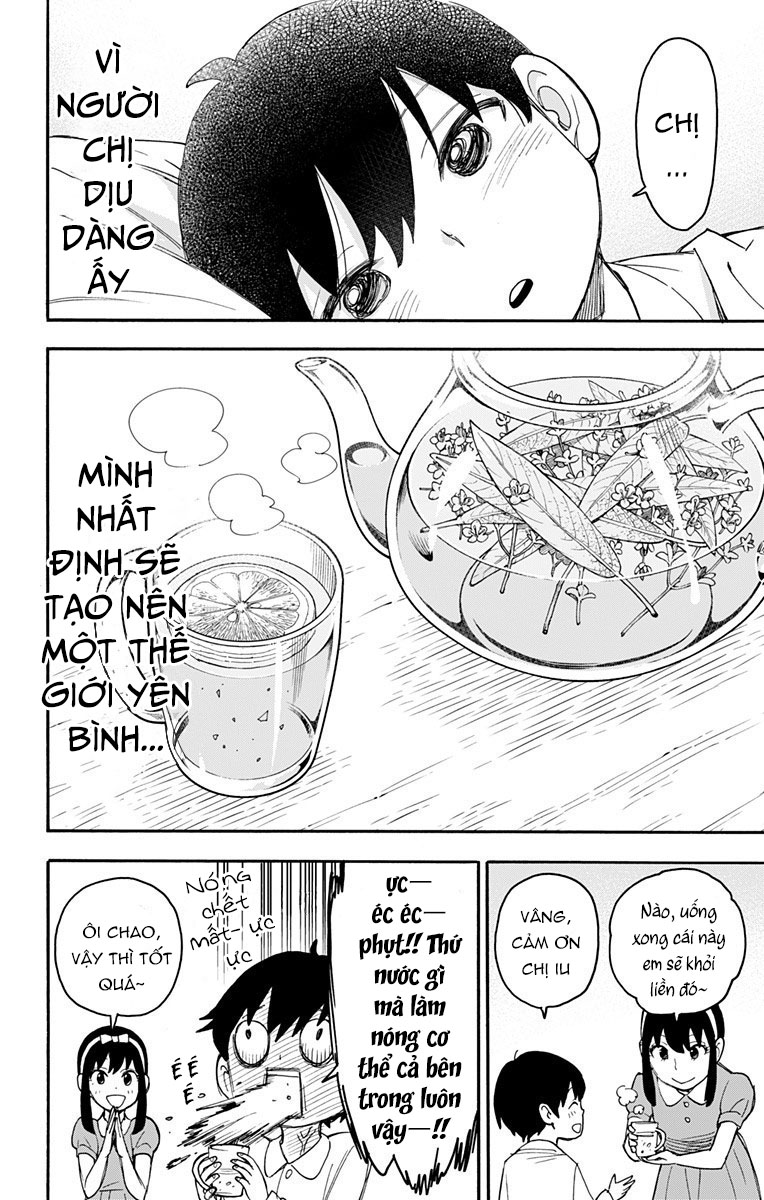 CHỊ
...
VÌ
NGƯỜI
CHỊ
DỊU
DÀNG
ẤY
MÌNH
NHẤT
ĐỊNH SẼ
TẠO NÊN
MỘT THẾ
GIỚI YÊN
BÌNH...
Nào, uống
xong cái này
em sẽ khỏi
liền đó~
VÂNG,
CẢM ƠN
CHỊ IU
ực—
éc éc—
phụt!! Thứ
nước gì
mà làm
nóng cơ
thể cả bên
trong luôn
vậy—!!
Nóng
chết
mất- ực
ực
É É
É
ÔI CHAO,
VẬY THÌ TỐT
QUÁ~